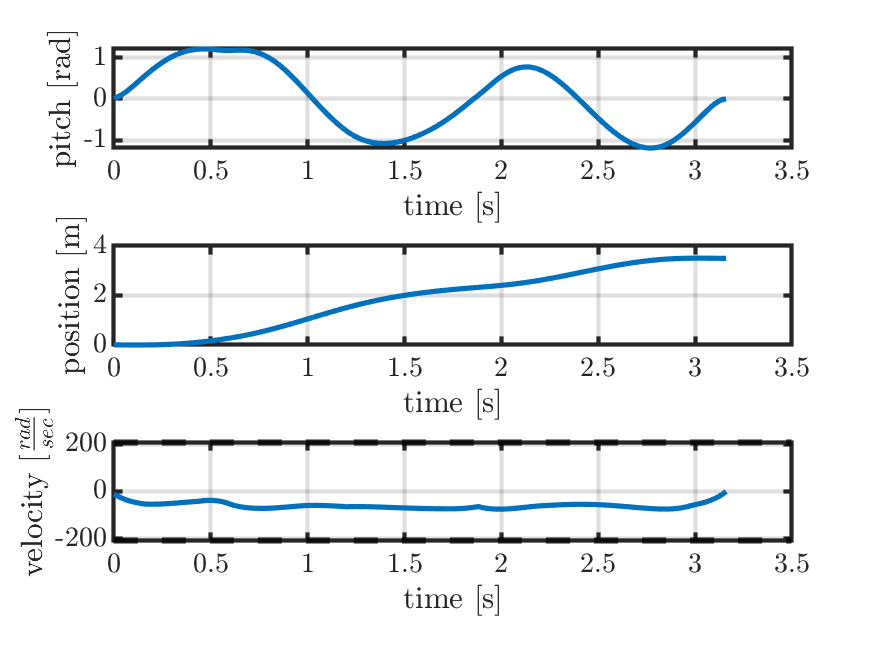 pitch [rad]
1
0
-1
0 0.5 1 1.5 2 2.5 3 3.5
time [s]
position [m]
4
2
0
0 0.5 1 1.5 2 2.5 3 3.5
time [s]
velocity [rad/sec]
200
0
-200
0 0.5 1 1.5 2 2.5 3 3.5
time [s]